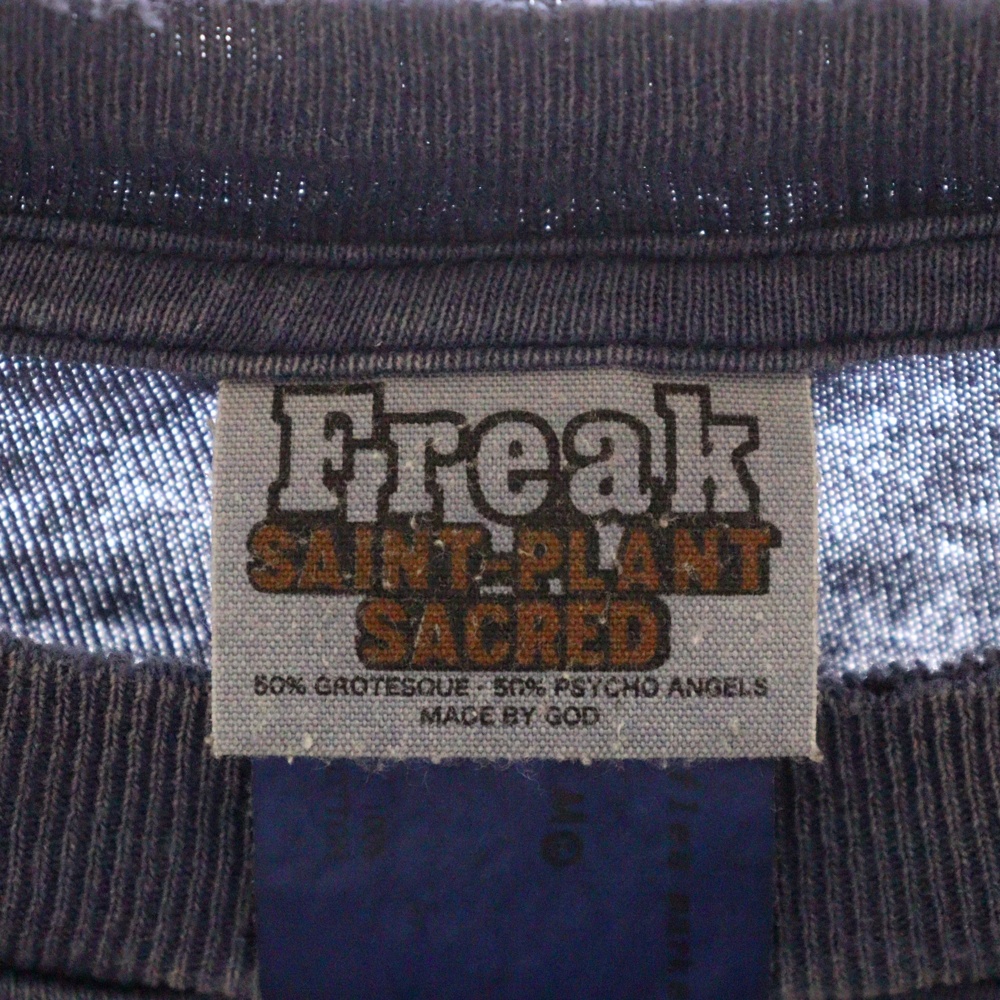 Freak
SAINT-PLANT
SACRED
50% GROTESQUE - 50% PSYCHO ANGELS
MADE BY GOD